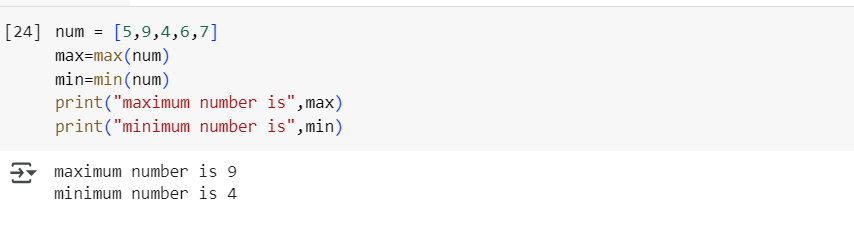 [24] num = [5,9,4,6,7]
max=max(num)
min=min(num)
print("maximum number is",max)
print("minimum number is",min)
maximum number is 9
minimum number is 4